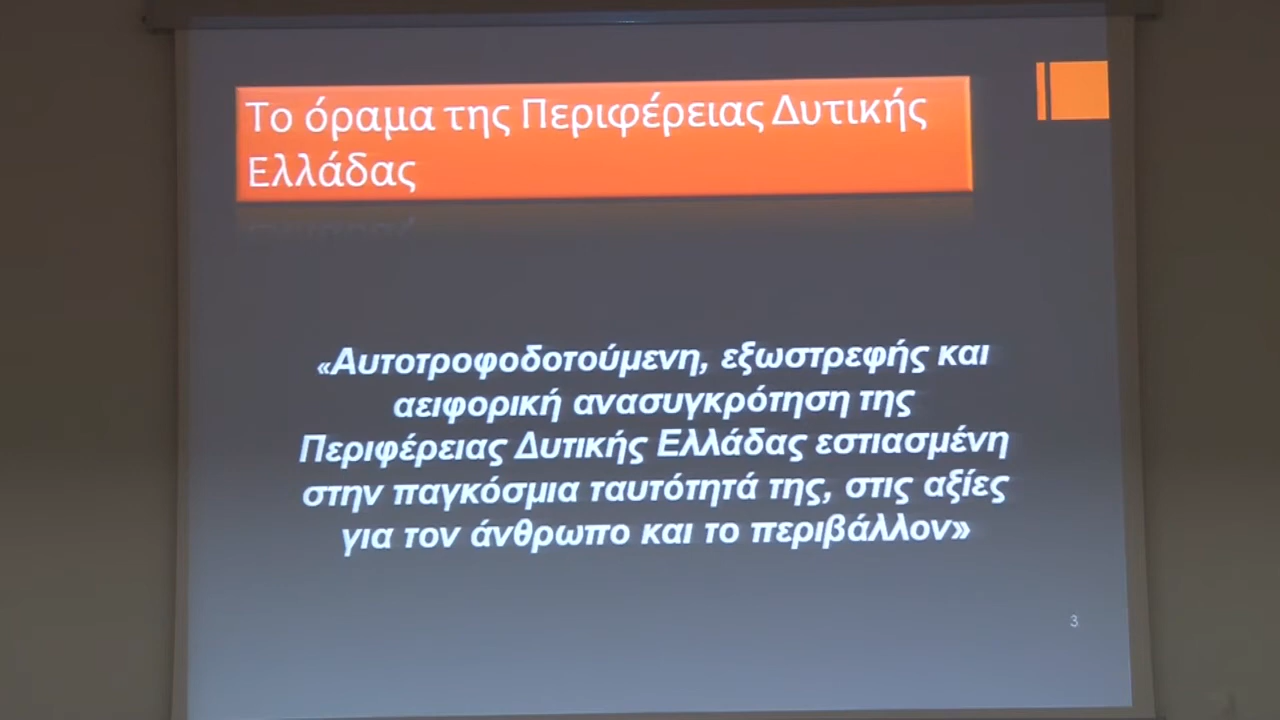 Το όραμα της Περιφέρειας Δυτικής
Ελλάδας
«Αυτοτροφοδοτούμενη, εξωστρεφής και
αειφορική ανασυγκρότηση της
Περιφέρειας Δυτικής Ελλάδας εστιασμένη
στην παγκόσμια ταυτότητά της, στις αξίες
για τον άνθρωπο και το περιβάλλον»
3